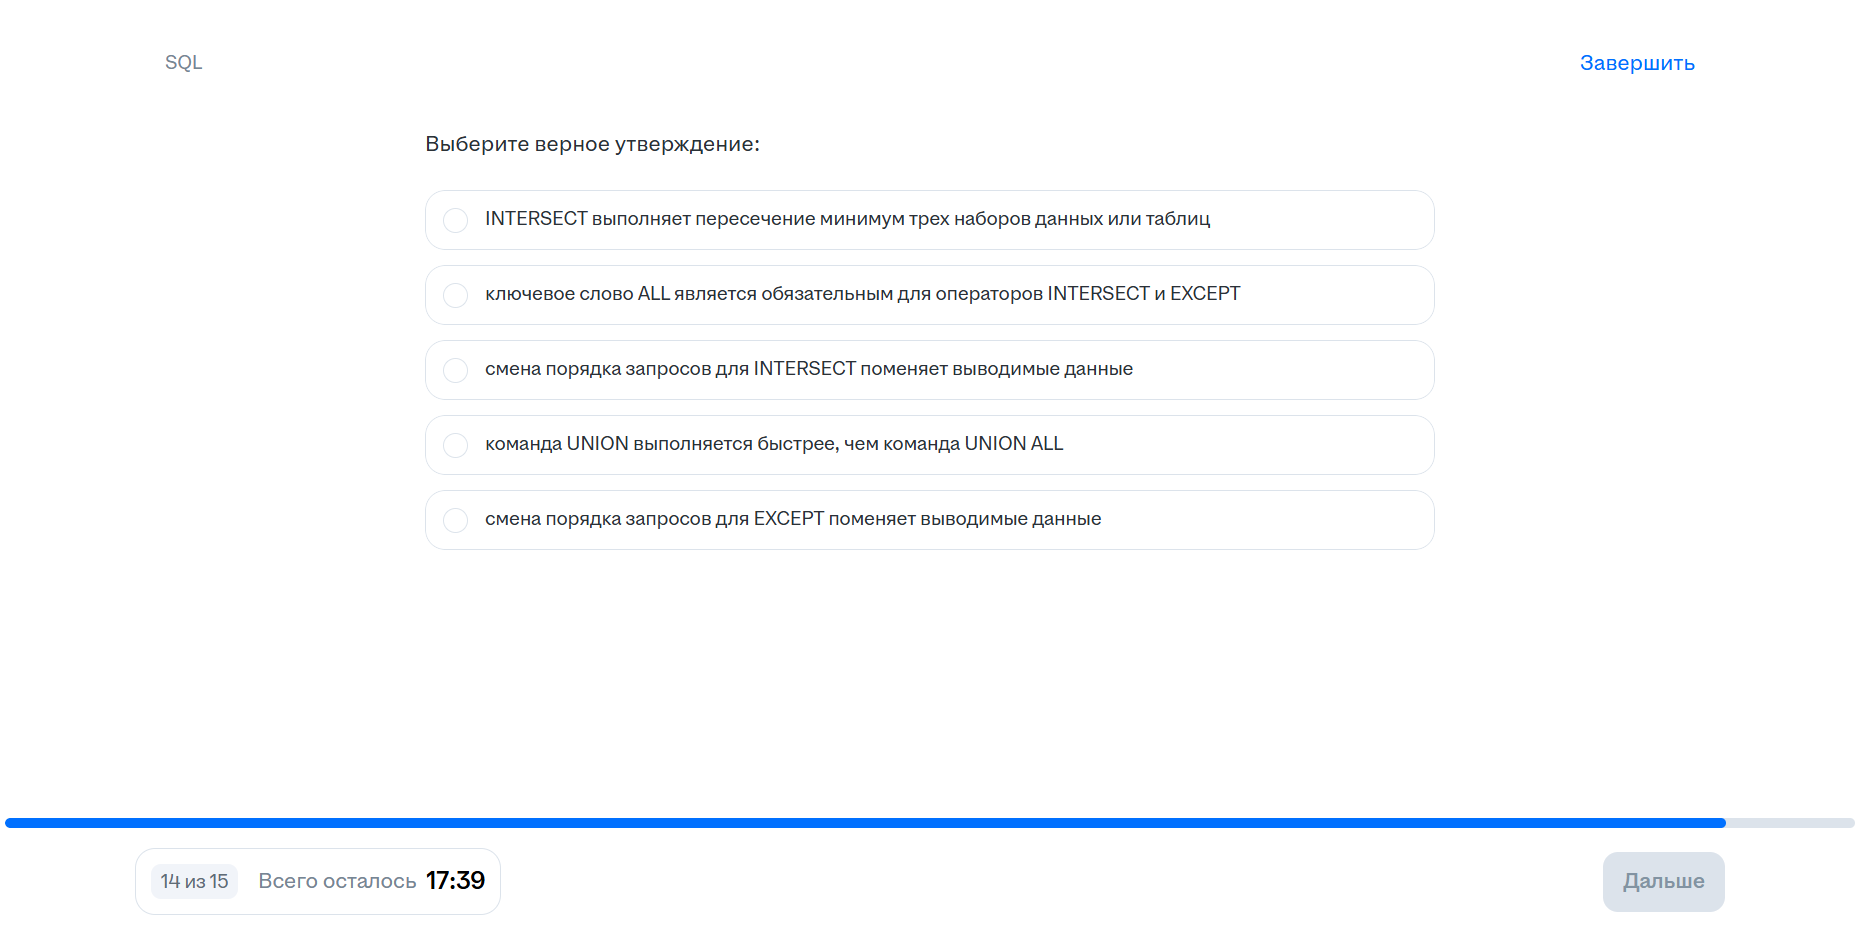 SQL
Завершить
Выберите верное утверждение:
INTERSECT выполняет пересечение минимум трех наборов данных или таблиц
ключевое слово ALL является обязательным для операторов INTERSECT и EXCEPT
смена порядка запросов для INTERSECT поменяет выводимые данные
команда UNION выполняется быстрее, чем команда UNION ALL
смена порядка запросов для EXCEPT поменяет выводимые данные
14 из 15
Всего осталось 17:39
Дальше